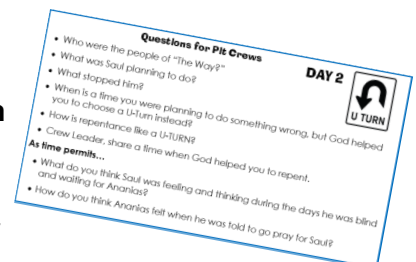 Questions for Pit Crews
DAY 2
• Who were the people of "The Way?"
• What was Saul planning to do?
• What stopped him?
• When is a time you were planning to do something wrong, but God helped
you to choose a U-Turn instead?
• How is repentance like a U-TURN?
• Crew Leader, share a time when God helped you to repent.
As time permits...
• What do you think Saul was feeling and thinking during the days he was blind
and waiting for Ananias?
• How do you think Ananias felt when he was told to go pray for Saul?
U TURN